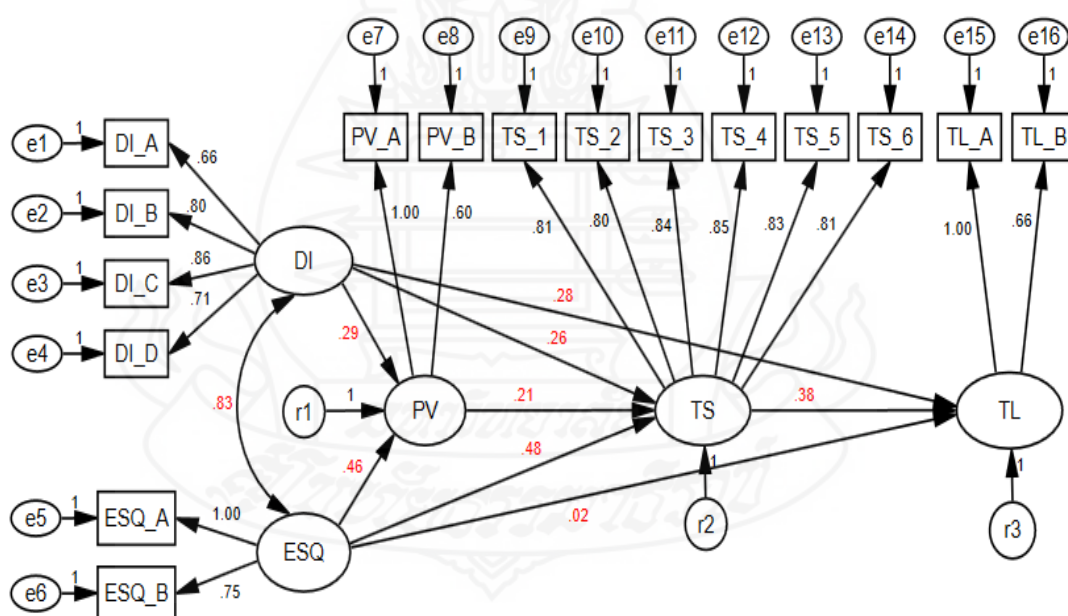 e7 e8 e9 e10 e11 e12 e13 e14 e15 e16
1 1 1 1 1 1 1 1 1 1
PV_A PV_B TS_1 TS_2 TS_3 TS_4 TS_5 TS_6 TL_A TL_B
e1 1 DI_A .66
e2 1 DI_B .80
e3 1 DI_C .86
e4 1 DI_D .71
DI
1.00 .60 .81 .80 .84 .85 .83 .81 1.00 .66
.28
.29 .26
.83
r1 1 PV .21 TS .38 TL
.46 .48
1 1
.02
r2 r3
e5 1 ESQ_A 1.00
ESQ
e6 1 ESQ_B .75